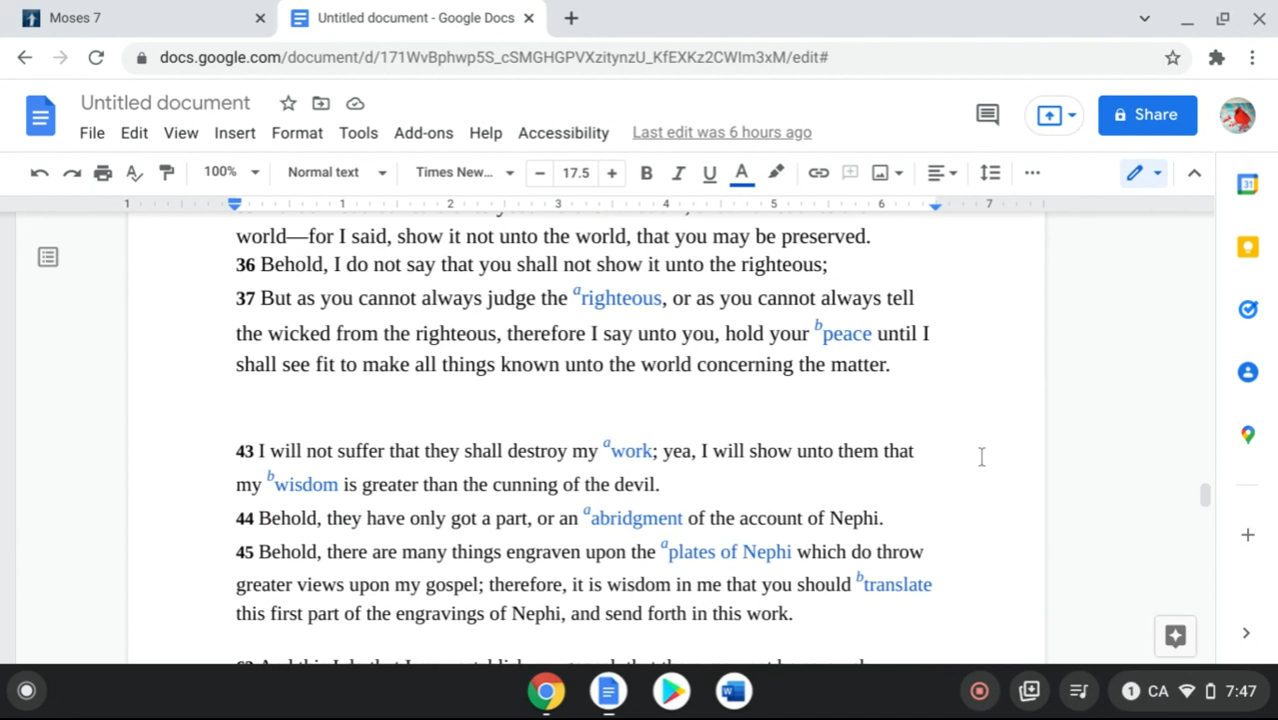 Moses 7
Untitled document - Google Docs
docs.google.com/document/d/171WvBphwp5S_cSMGHGPVXzitynzU_KfEXKz2CWIm3xM/edit#
Untitled document
File Edit View Insert Format Tools Add-ons Help Accessibility Last edit was 6 hours ago
Share
100% Normal text Times New... 17.5 B I U A
1 1 2 3 4 5 6 7
world—for I said, show it not unto the world, that you may be preserved.
36 Behold, I do not say that you shall not show it unto the righteous;
37 But as you cannot always judge the a righteous, or as you cannot always tell
the wicked from the righteous, therefore I say unto you, hold your b peace until I
shall see fit to make all things known unto the world concerning the matter.
43 I will not suffer that they shall destroy my a work; yea, I will show unto them that
my b wisdom is greater than the cunning of the devil.
44 Behold, they have only got a part, or an a abridgment of the account of Nephi.
45 Behold, there are many things engraven upon the a plates of Nephi which do throw
greater views upon my gospel; therefore, it is wisdom in me that you should b translate
this first part of the engravings of Nephi, and send forth in this work.
31
1 CA 7:47